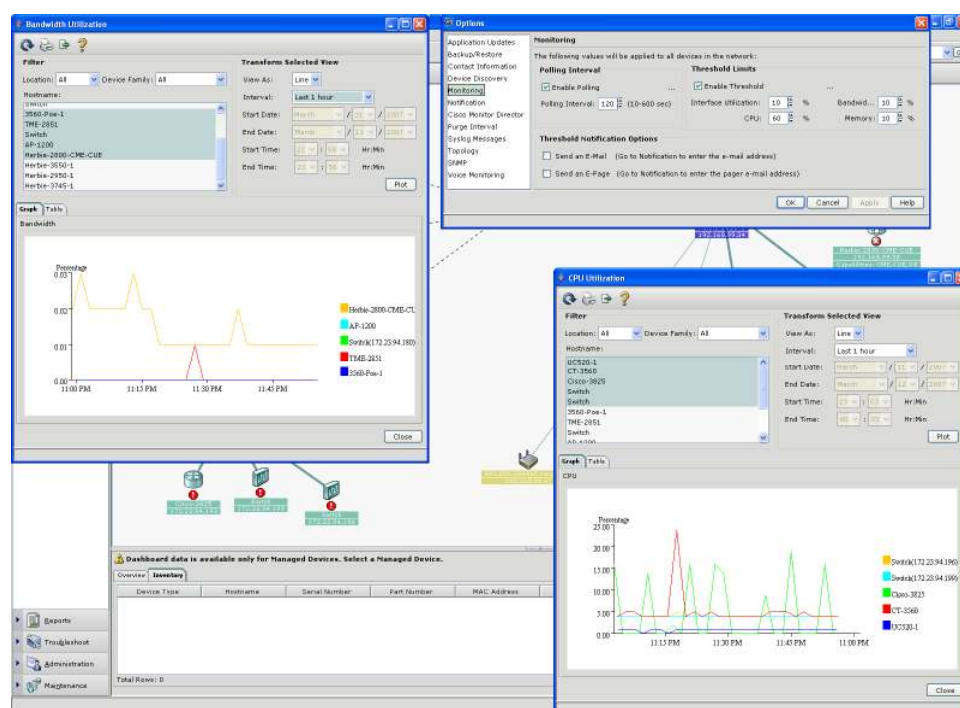 Bandwidth Utilization
Filter
Transform Selected View
Location: All
Device Family: All
View As: Line
Hostname:
Interval: Last 1 hour
Switch
3560-Poe-1
TME-2851
Switch
AP-1200
Herbie-2800-CME-CUE
Herbie-3550-1
Herbie-2950-1
Herbie-3745-1
Start Date: March / 11 / 2007
End Date: March / 2007
Start Time: Hr:Min
End Time: Hr:Min
Plot
Graph Table
Bandwidth
Percentage
0.03
0.02
0.01
0.00
11:00 PM 11:15 PM 11:30 PM 11:45 PM
Herbie-2800-CME-CU
AP-1200
Switch(172.23.94.180)
TME-2851
3560-Poe-1
Close
Options
Application Updates
Backup/Restore
Contact Information
Device Discovery
Monitoring
Notification
Cisco Monitor Director
Purge Interval
Syslog Messages
Topology
SNMP
Voice Monitoring
Monitoring
The following values will be applied to all devices in the network:
Polling Interval
Threshold Limits
Enable Polling ...
Enable Threshold ...
Polling Interval: 120 (10-600 sec)
Interface Utilization: 10 %
Bandwid... 10 %
CPU: 60 %
Memory: 10 %
Threshold Notification Options
Send an E-Mail (Go to Notification to enter the e-mail address)
Send an E-Page (Go to Notification to enter the pager e-mail address)
OK Cancel Apply Help
CPU Utilization
Filter
Transform Selected View
Location: All
Device Family: All
View As: Line
Hostname:
Interval: Last 1 hour
UC520-1
CT-3560
Cisco-3825
Switch
Switch
3560-Poe-1
TME-2851
Switch
AP-1200
Start Date: March / 11 / 2007
End Date: March / 12 / 2007
Start Time: Hr:Min
End Time: Hr:Min
Plot
Graph Table
CPU
Percentage
25.00
20.00
15.00
10.00
5.00
0.00
11:15 PM 11:30 PM 11:45 PM 11:00 PM
Switch(172.23.94.196)
Switch(172.23.94.199)
Cisco-3825
CT-3560
UC520-1
Close
Dashboard data is available only for Managed Devices. Select a Managed Device.
Overview Inventory
Device Type Hostname Serial Number Part Number MAC Address
Total Rows: 0
Reports
Troubleshoot
Administration
Maintenance